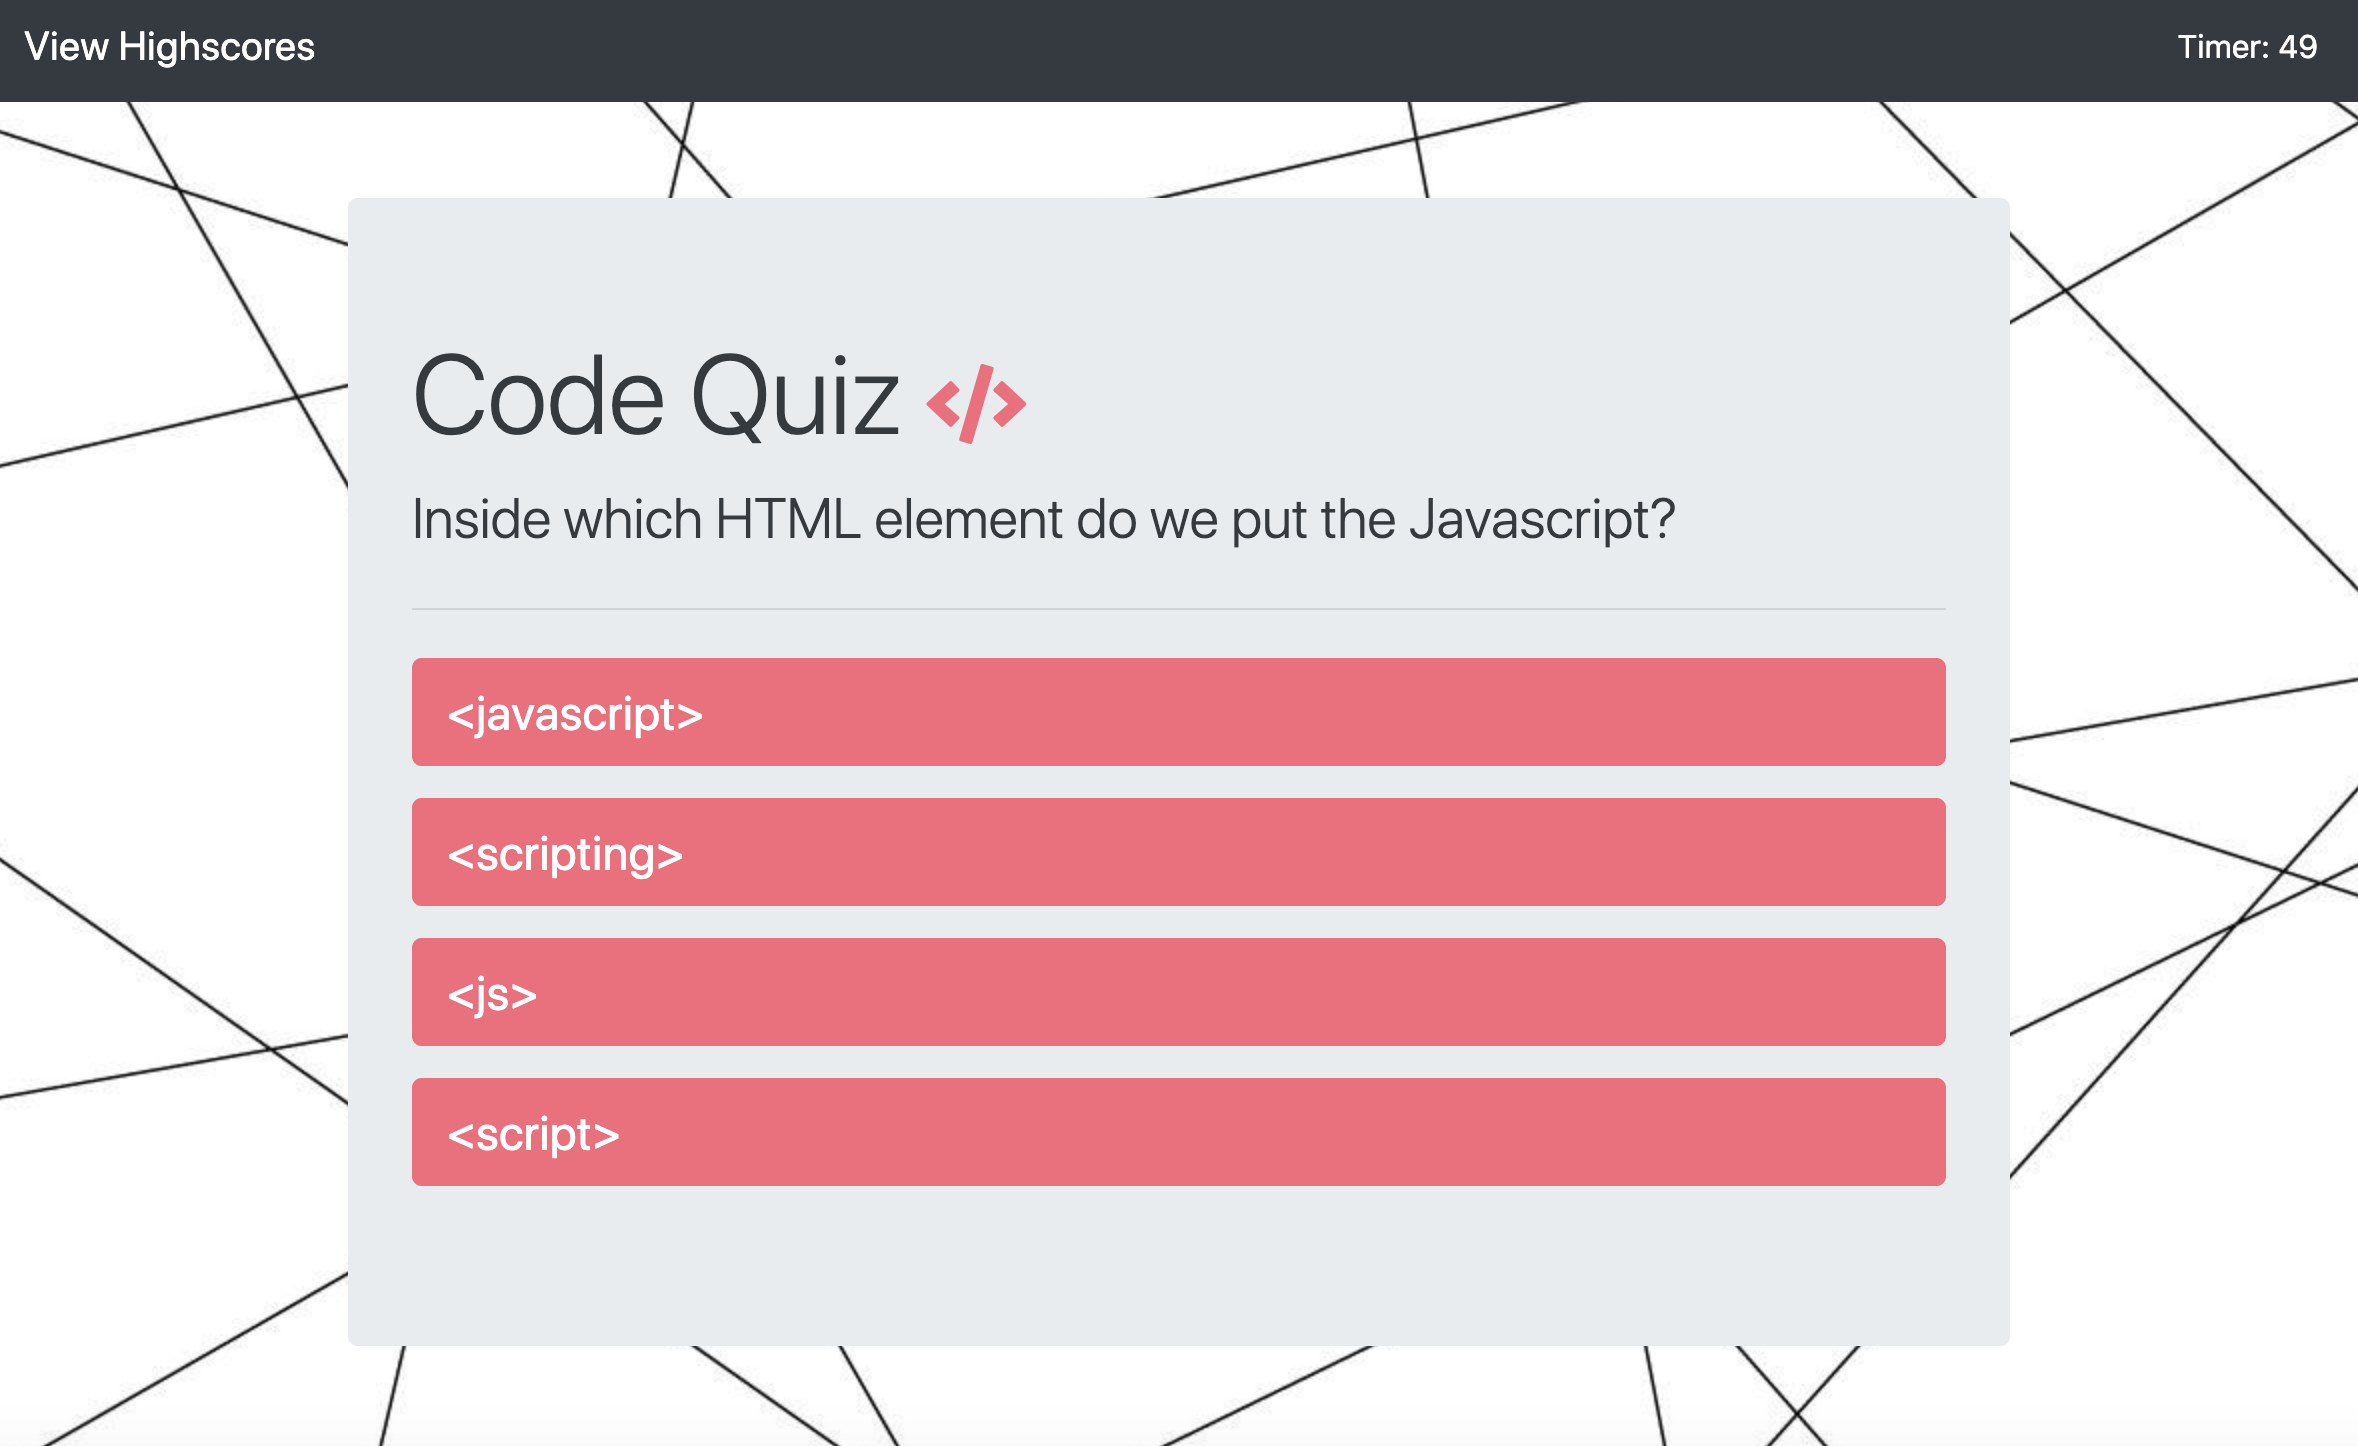 View Highscores
Timer: 49
Code Quiz </>
Inside which HTML element do we put the Javascript?
<javascript>
<scripting>
<js>
<script>